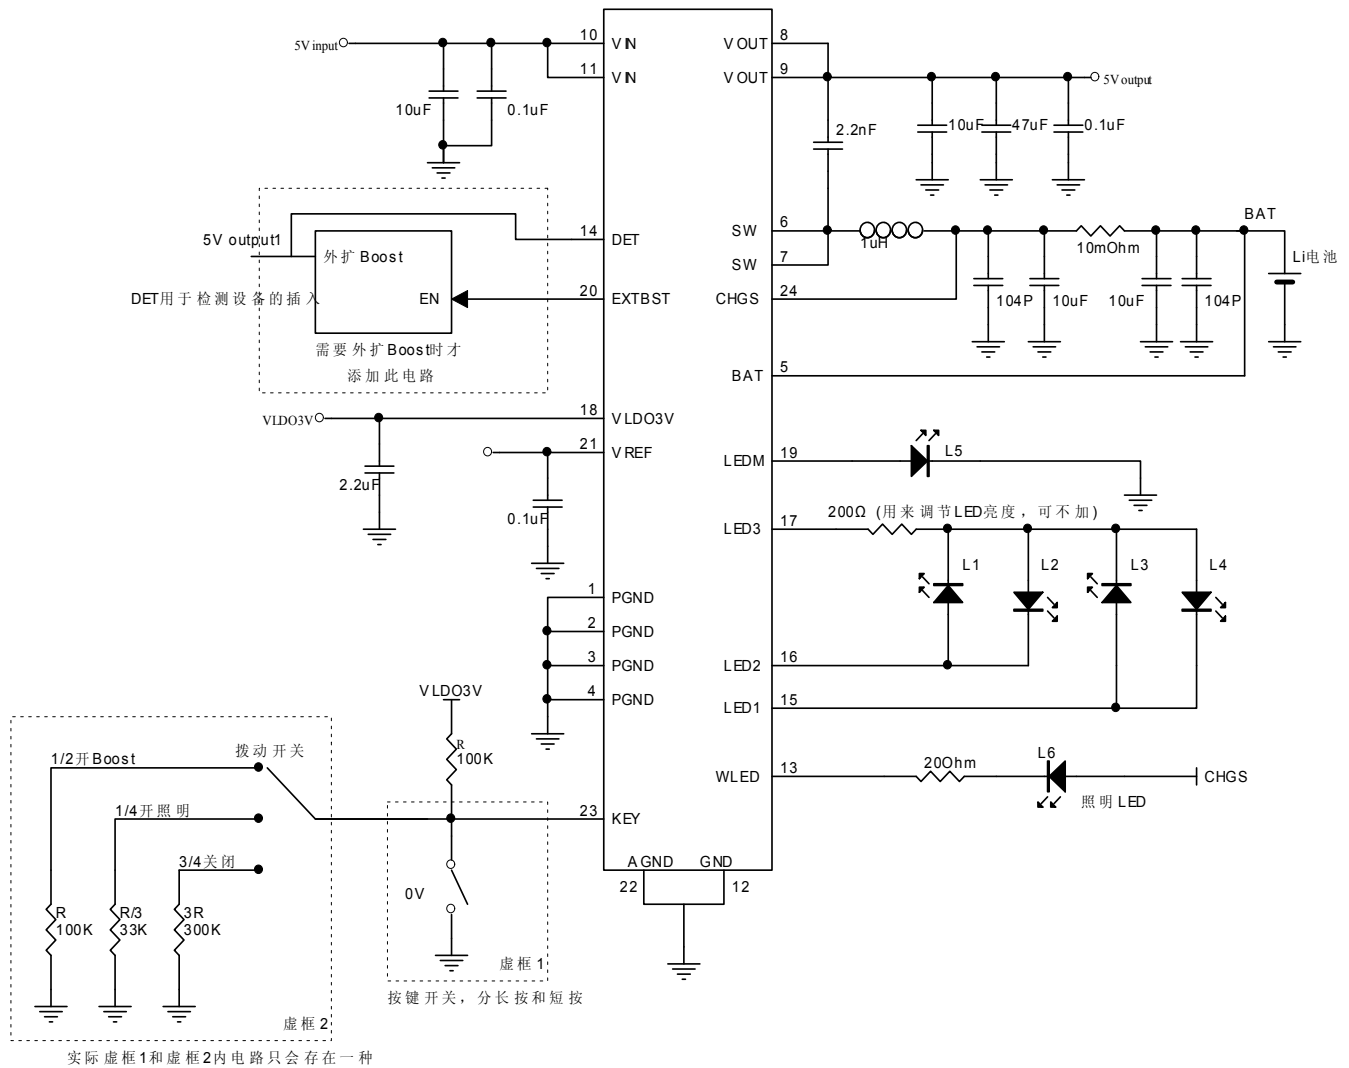 5V input
10
VIN
11
VIN
10uF
0.1uF
8
VOUT
9
VOUT
5V output
2.2nF
10uF
47uF
0.1uF
5V output1
外扩Boost
EN
14
DET
DET用于检测设备的插入
20
EXTBST
需要外扩Boost时才
添加此电路
6
SW
7
SW
24
CHGS
1uH
10mOhm
BAT
Li电池
104P
10uF
10uF
104P
5
BAT
VLDO3V
18
VLDO3V
21
VREF
2.2uF
0.1uF
19
LEDM
L5
17
LED3
200Ω (用来调节LED亮度，可不加)
L1
L2
L3
L4
1
PGND
2
PGND
3
PGND
4
PGND
16
LED2
15
LED1
VLDO3V
R
100K
13
WLED
20Ohm
L6
照明LED
CHGS
1/2开Boost
拨动开关
1/4开照明
3/4关闭
23
KEY
0V
AGND
GND
22
12
R
100K
R/3
33K
3R
300K
虚框1
按键开关，分长按和短按
虚框2
实际虚框1和虚框2内电路只会存在一种